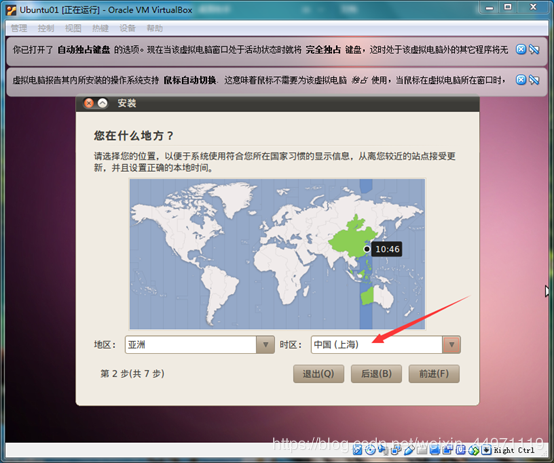 Ubuntu01 [正在运行] - Oracle VM VirtualBox
管理 控制 视图 热键 设备 帮助
你已打开了 自动独占键盘 的选项。现在当该虚拟电脑窗口处于活动状态时就将 完全独占 键盘，这时处于该虚拟电脑外的其它程序将无
虚拟电脑报告其内所安装的操作系统支持 鼠标自动切换。这意味着鼠标不需要为该虚拟电脑 独占 使用，当鼠标在虚拟电脑所在窗口时，
安装
您在什么地方？
请选择您的位置，以便于系统使用符合您所在国家习惯的显示信息，从离您较近的站点接受更
新，并且设置正确的本地时间。
10:46
地区： 亚洲 时区： 中国 (上海)
第 2 步(共 7 步) 退出(Q) 后退(B) 前进(F)
https://blog.csdn.net/weixin_44971119
Right Ctrl